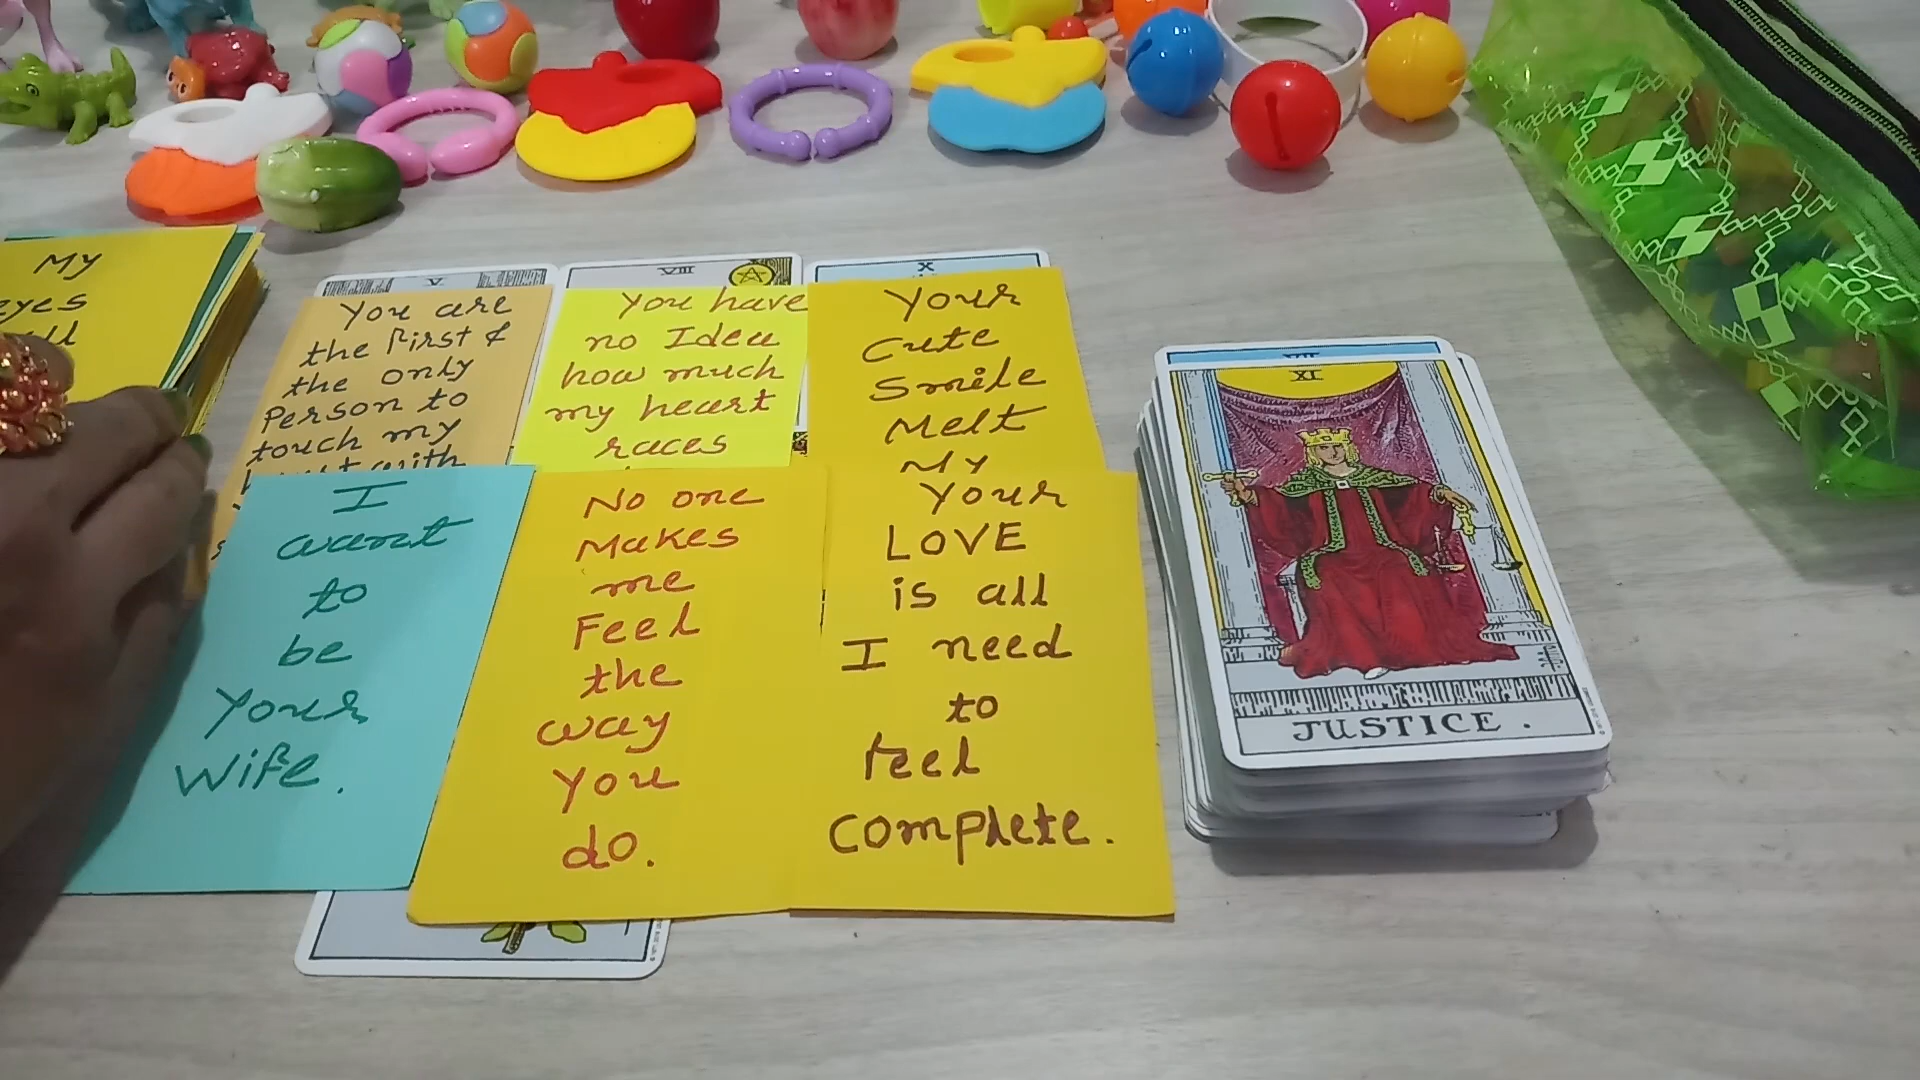 My
eyes
V
You are
the first &
the only
Person to
touch my
with
VIII
You have
no Idea
how much
my heart
races
X
Your
Cute
Smile
Melt
My
I
want
to
be
Your
Wife.
No one
Makes
me
Feel
the
way
You
do.
Your
LOVE
is all
I need
to
feel
complete.
XI
JUSTICE.